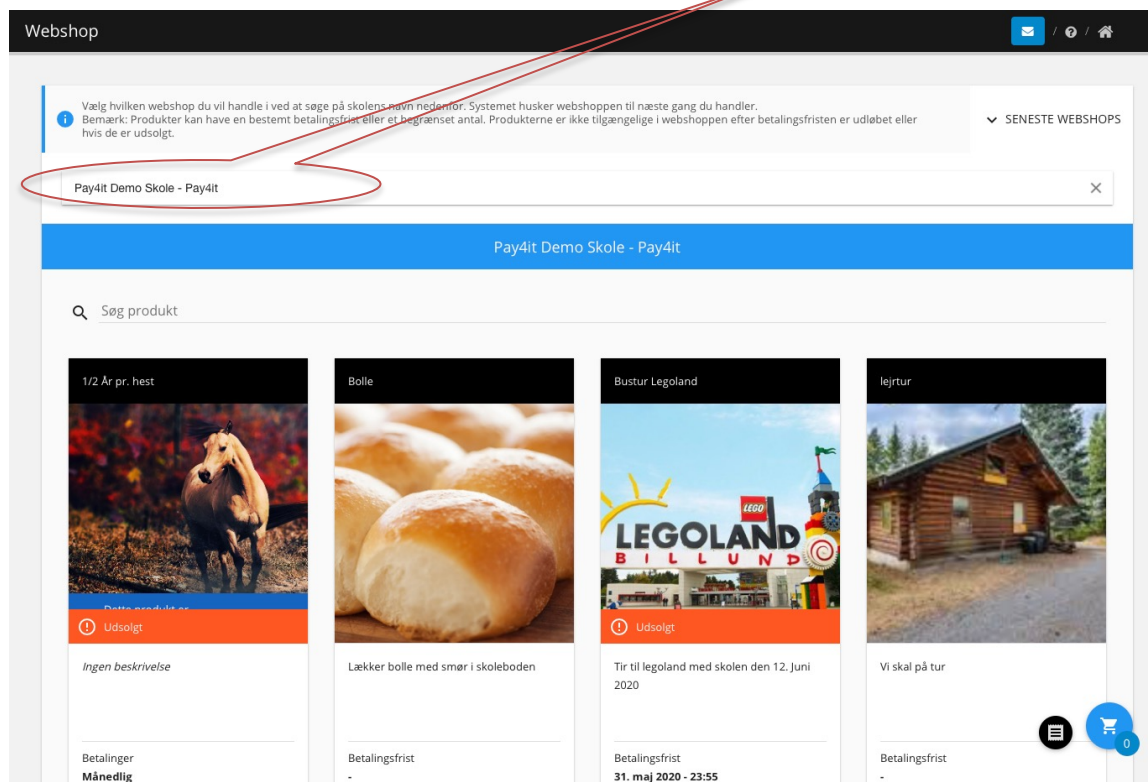 Webshop
/ /
Vælg hvilken webshop du vil handle i ved at søge på skolens navn nedenfor. Systemet husker webshoppen til næste gang du handler.
Bemærk: Produkter kan have en bestemt betalingsfrist eller et begrænset antal. Produkterne er ikke tilgængelige i webshoppen efter betalingsfristen er udløbet eller
hvis de er udsolgt.
SENESTE WEBSHOPS
Pay4it Demo Skole - Pay4it
Pay4it Demo Skole - Pay4it
Søg produkt
1/2 År pr. hest
Dette produkt er
Udsolgt
Ingen beskrivelse
Betalinger
Månedlig
Bolle
Lækker bolle med smør i skoleboden
Betalingsfrist
-
Bustur Legoland
LEGO
LEGOLAND
BILLUND
Udsolgt
Tir til legoland med skolen den 12. Juni
2020
Betalingsfrist
31. maj 2020 - 23:55
lejrtur
Vi skal på tur
Betalingsfrist
-
0